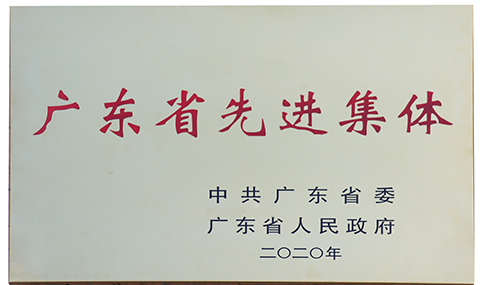 广东省先进集体
中共广东省委
广东省人民政府
二〇二〇年